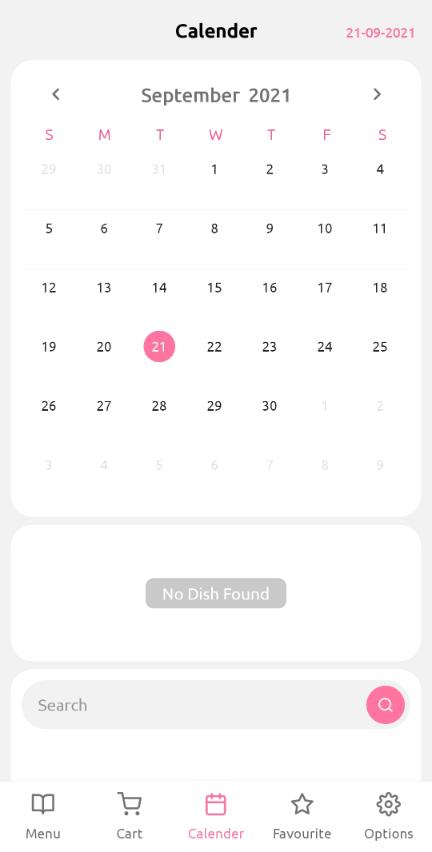 Calender
21-09-2021
September 2021
S M T W T F S
29 30 31 1 2 3 4
5 6 7 8 9 10 11
12 13 14 15 16 17 18
19 20 21 22 23 24 25
26 27 28 29 30 1 2
3 4 5 6 7 8 9
No Dish Found
Search
Menu Cart Calender Favourite Options